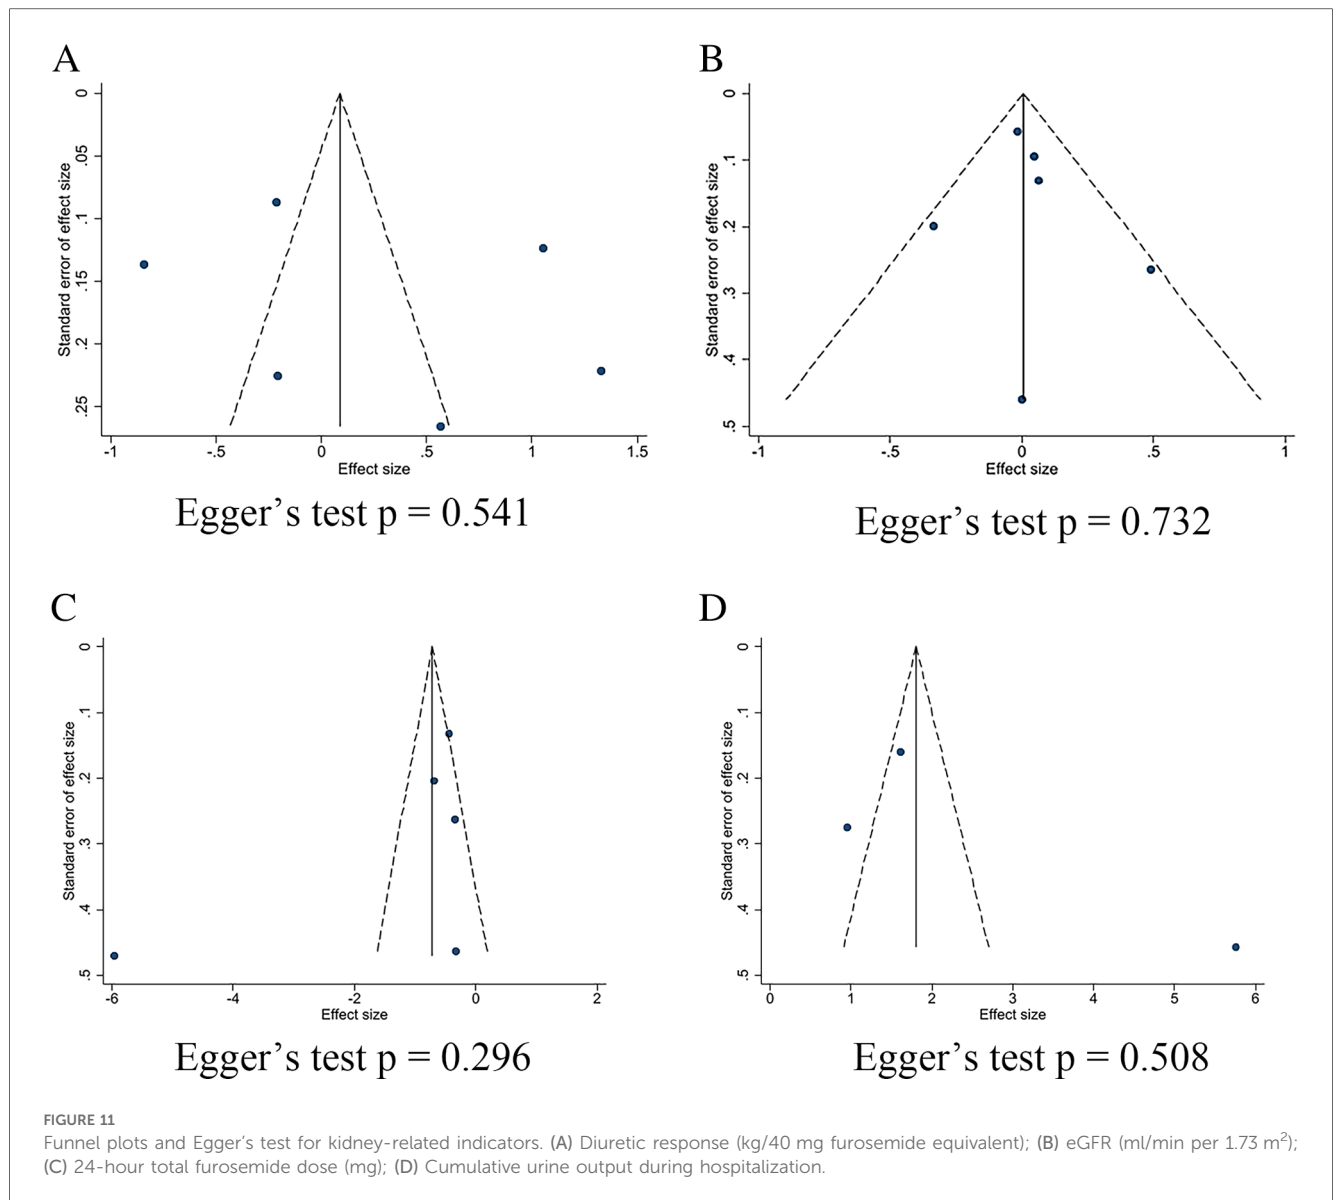 A
Standard error of effect size
0
.05
.1
.15
.2
.25
-1
-.5
0
.5
1
1.5
Effect size
Egger’s test p = 0.541
B
Standard error of effect size
0
.1
.2
.3
.4
.5
-1
-.5
0
.5
1
Effect size
Egger’s test p = 0.732
C
Standard error of effect size
0
.1
.2
.3
.4
.5
-6
-4
-2
0
2
Effect size
Egger’s test p = 0.296
D
Standard error of effect size
0
.1
.2
.3
.4
.5
0
1
2
3
4
5
6
Effect size
Egger’s test p = 0.508
FIGURE 11
Funnel plots and Egger’s test for kidney-related indicators. (A) Diuretic response (kg/40 mg furosemide equivalent); (B) eGFR (ml/min per 1.73 m²);
(C) 24-hour total furosemide dose (mg); (D) Cumulative urine output during hospitalization.